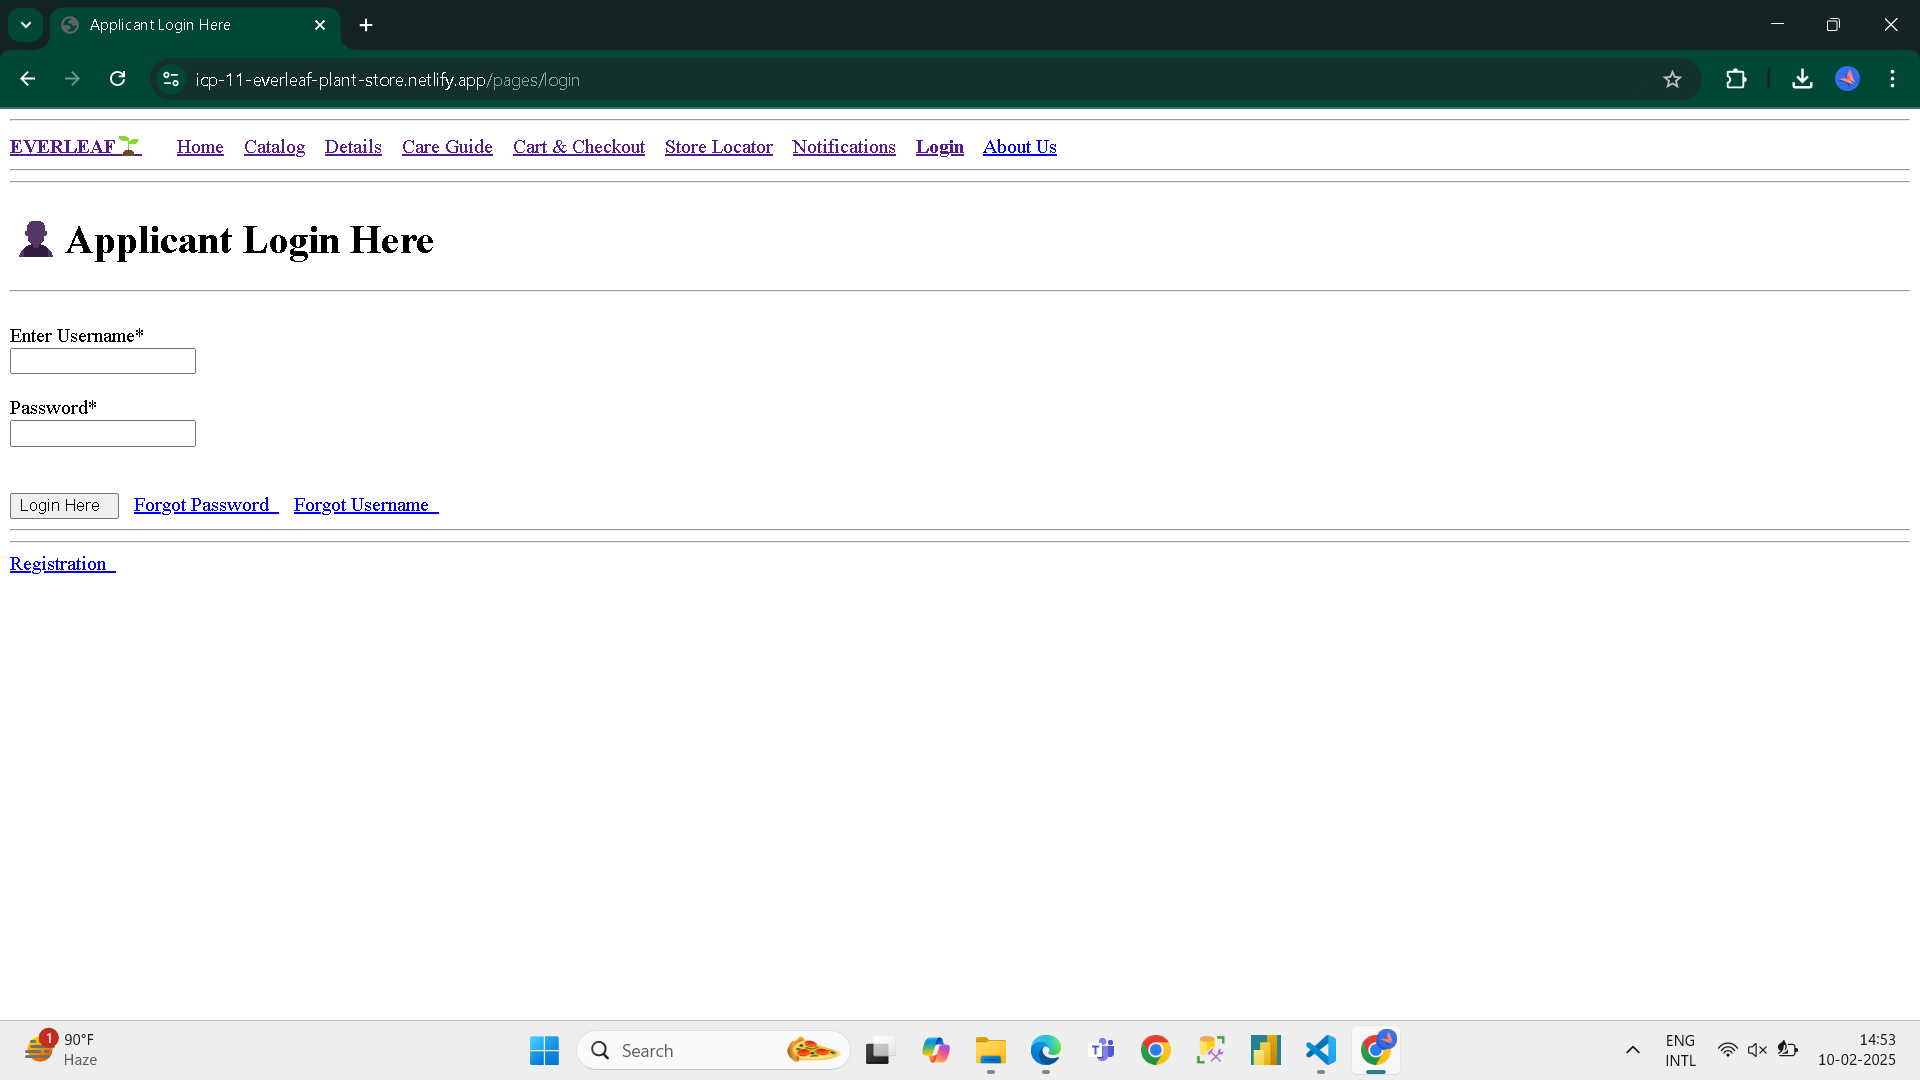 Applicant Login Here
icp-11-everleaf-plant-store.netlify.app/pages/login
EVERLEAF🌱 Home Catalog Details Care Guide Cart & Checkout Store Locator Notifications Login About Us
👤 Applicant Login Here
Enter Username*
Password*
Login Here Forgot Password Forgot Username
Registration
1
90°F
Haze
Search
ENG
INTL
14:53
10-02-2025